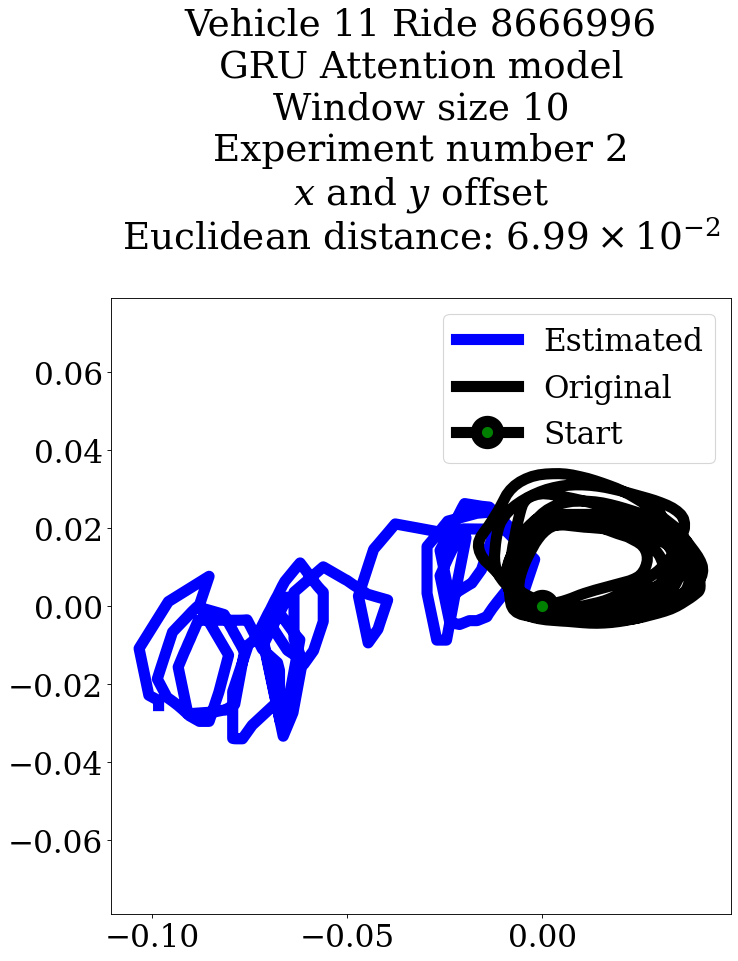 Vehicle 11 Ride 8666996
GRU Attention model
Window size 10
Experiment number 2
x and y offset
Euclidean distance: 6.99 × 10⁻²
Estimated
Original
Start
0.06
0.04
0.02
0.00
−0.02
−0.04
−0.06
−0.10
−0.05
0.00